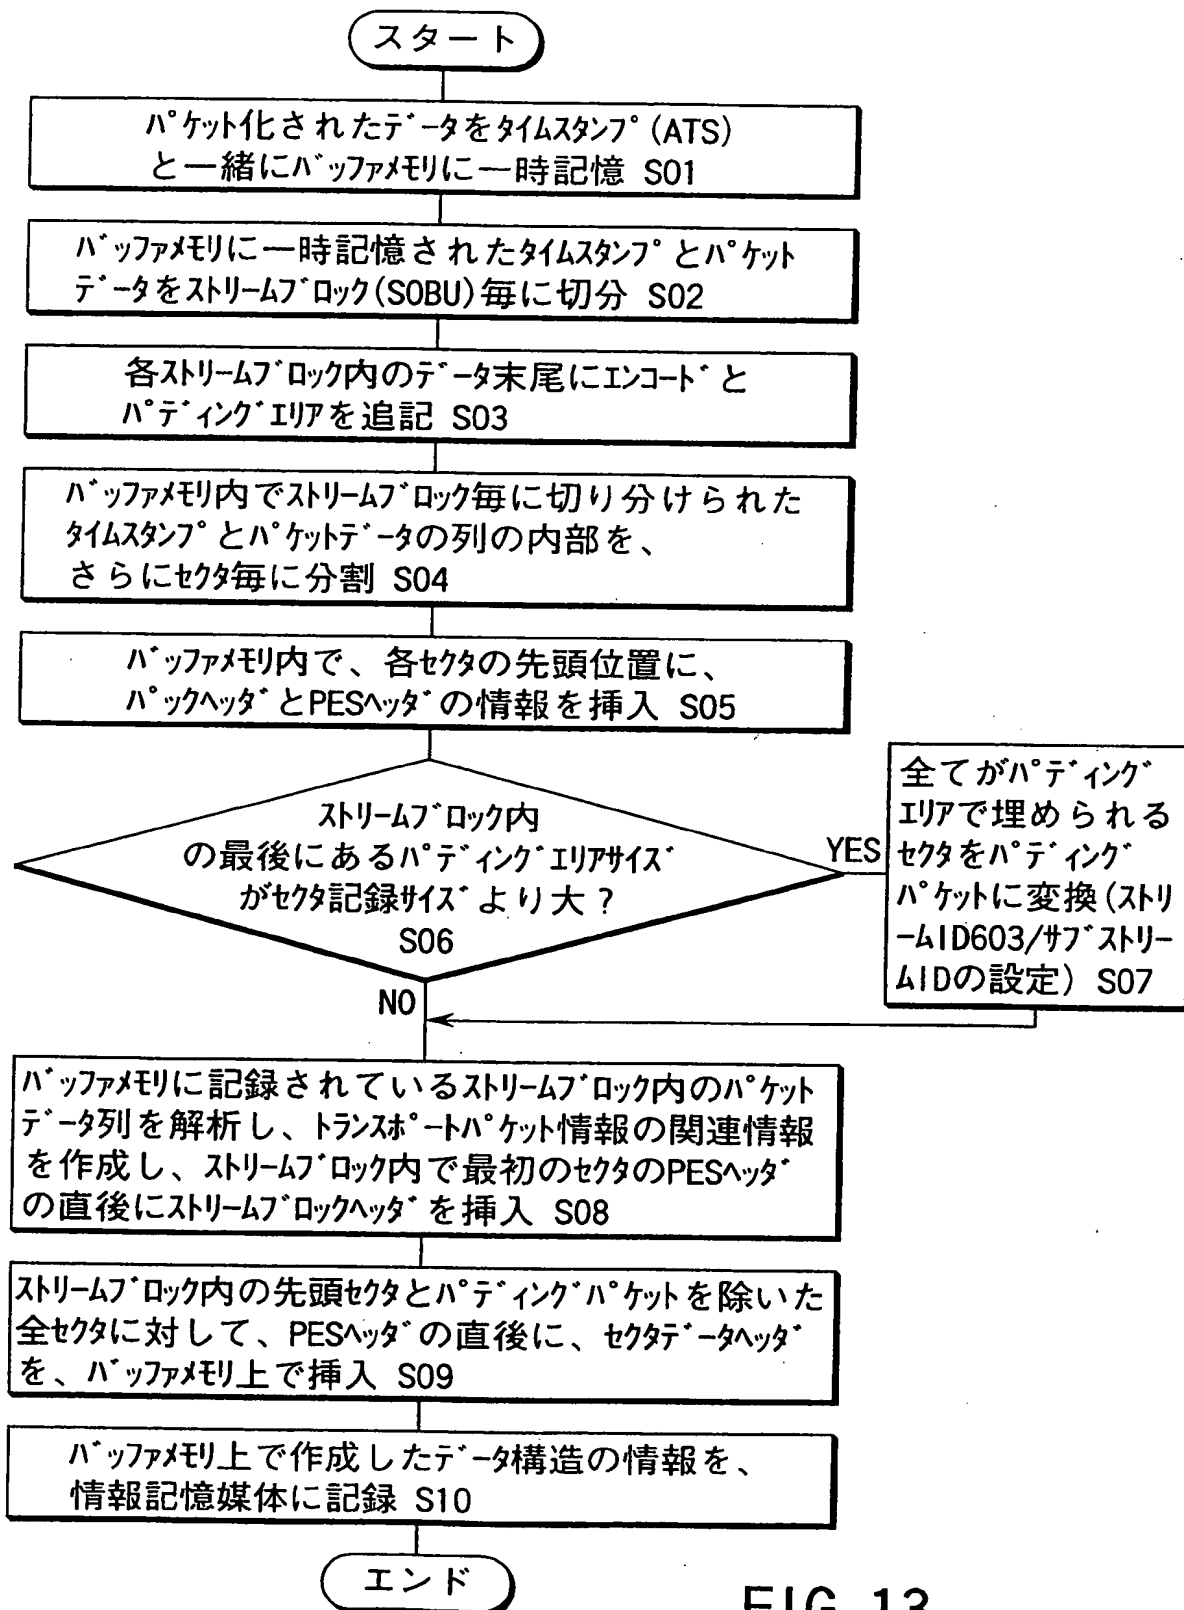 スタート
パケット化されたデータをタイムスタンプ(ATS)
と一緒にバッファメモリに一時記憶 S01
バッファメモリに一時記憶されたタイムスタンプとパケット
データをストリームブロック(SOBU)毎に切分 S02
各ストリームブロック内のデータ末尾にエンコードと
パディングエリアを追記 S03
バッファメモリ内でストリームブロック毎に切り分けられた
タイムスタンプとパケットデータの列の内部を、
さらにセクタ毎に分割 S04
バッファメモリ内で、各セクタの先頭位置に、
パックヘッダとPESヘッダの情報を挿入 S05
ストリームブロック内
の最後にあるパディングエリアサイズ
がセクタ記録サイズより大?
S06
YES
全てがパディング
エリアで埋められる
セクタをパディング
パケットに変換(ストリ
ームID603/サブストリー
ムIDの設定) S07
NO
バッファメモリに記録されているストリームブロック内のパケット
データ列を解析し、トランスポートパケット情報の関連情報
を作成し、ストリームブロック内で最初のセクタのPESヘッダ
の直後にストリームブロックヘッダを挿入 S08
ストリームブロック内の先頭セクタとパディングパケットを除いた
全セクタに対して、PESヘッダの直後に、セクタデータヘッダ
を、バッファメモリ上で挿入 S09
バッファメモリ上で作成したデータ構造の情報を、
情報記憶媒体に記録 S10
エンド
FIG. 13